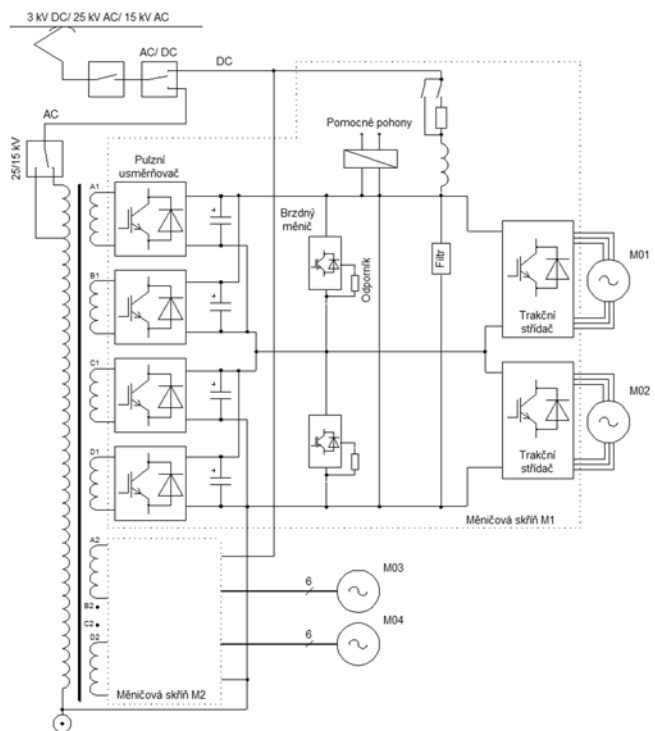 3 kV DC/ 25 kV AC/ 15 kV AC
AC/ DC
DC
AC
25/15 kV
Pomocné pohony
Pulzní
usměrňovač
A1
Brzdný
měnič
Odporník
Filtr
M01
Trakční
střídač
B1
C1
M02
Trakční
střídač
D1
Měničová skříň M1
A2
B2
C2
D2
6
M03
6
M04
Měničová skříň M2